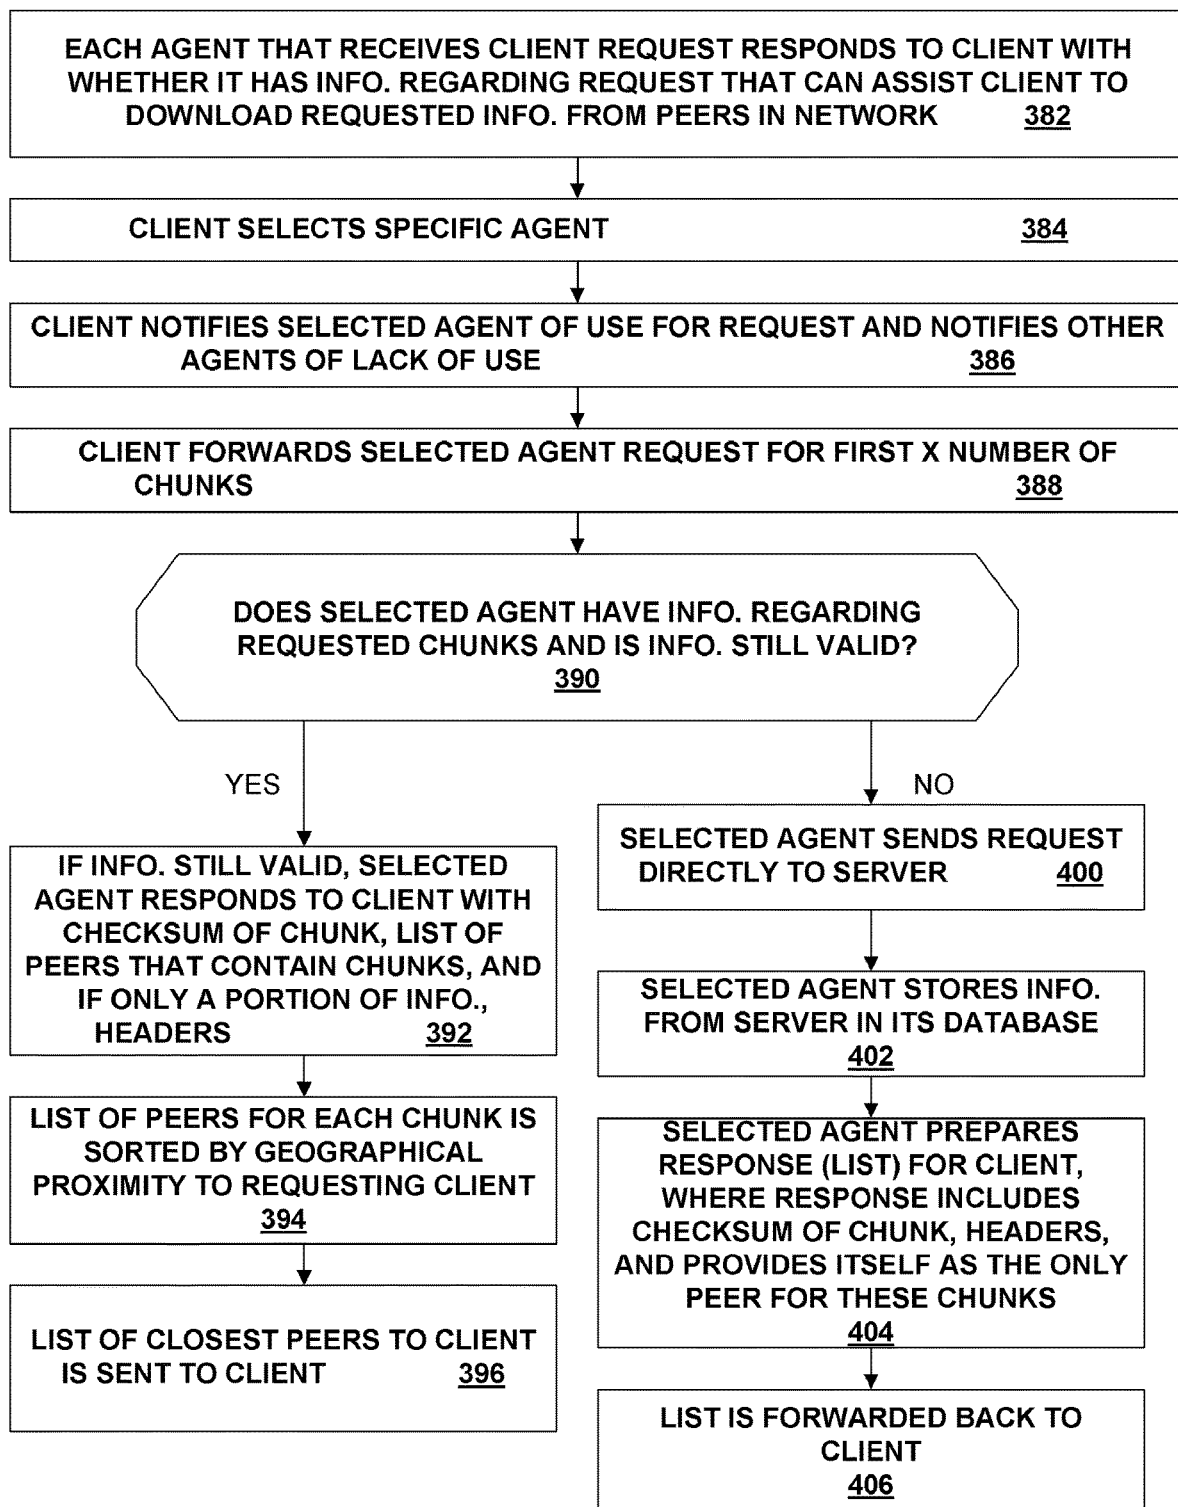 EACH AGENT THAT RECEIVES CLIENT REQUEST RESPONDS TO CLIENT WITH
WHETHER IT HAS INFO. REGARDING REQUEST THAT CAN ASSIST CLIENT TO
DOWNLOAD REQUESTED INFO. FROM PEERS IN NETWORK 382
CLIENT SELECTS SPECIFIC AGENT 384
CLIENT NOTIFIES SELECTED AGENT OF USE FOR REQUEST AND NOTIFIES OTHER
AGENTS OF LACK OF USE 386
CLIENT FORWARDS SELECTED AGENT REQUEST FOR FIRST X NUMBER OF
CHUNKS 388
DOES SELECTED AGENT HAVE INFO. REGARDING
REQUESTED CHUNKS AND IS INFO. STILL VALID?
390
YES
IF INFO. STILL VALID, SELECTED
AGENT RESPONDS TO CLIENT WITH
CHECKSUM OF CHUNK, LIST OF
PEERS THAT CONTAIN CHUNKS, AND
IF ONLY A PORTION OF INFO.,
HEADERS 392
LIST OF PEERS FOR EACH CHUNK IS
SORTED BY GEOGRAPHICAL
PROXIMITY TO REQUESTING CLIENT
394
LIST OF CLOSEST PEERS TO CLIENT
IS SENT TO CLIENT 396
NO
SELECTED AGENT SENDS REQUEST
DIRECTLY TO SERVER 400
SELECTED AGENT STORES INFO.
FROM SERVER IN ITS DATABASE
402
SELECTED AGENT PREPARES
RESPONSE (LIST) FOR CLIENT,
WHERE RESPONSE INCLUDES
CHECKSUM OF CHUNK, HEADERS,
AND PROVIDES ITSELF AS THE ONLY
PEER FOR THESE CHUNKS
404
LIST IS FORWARDED BACK TO
CLIENT
406